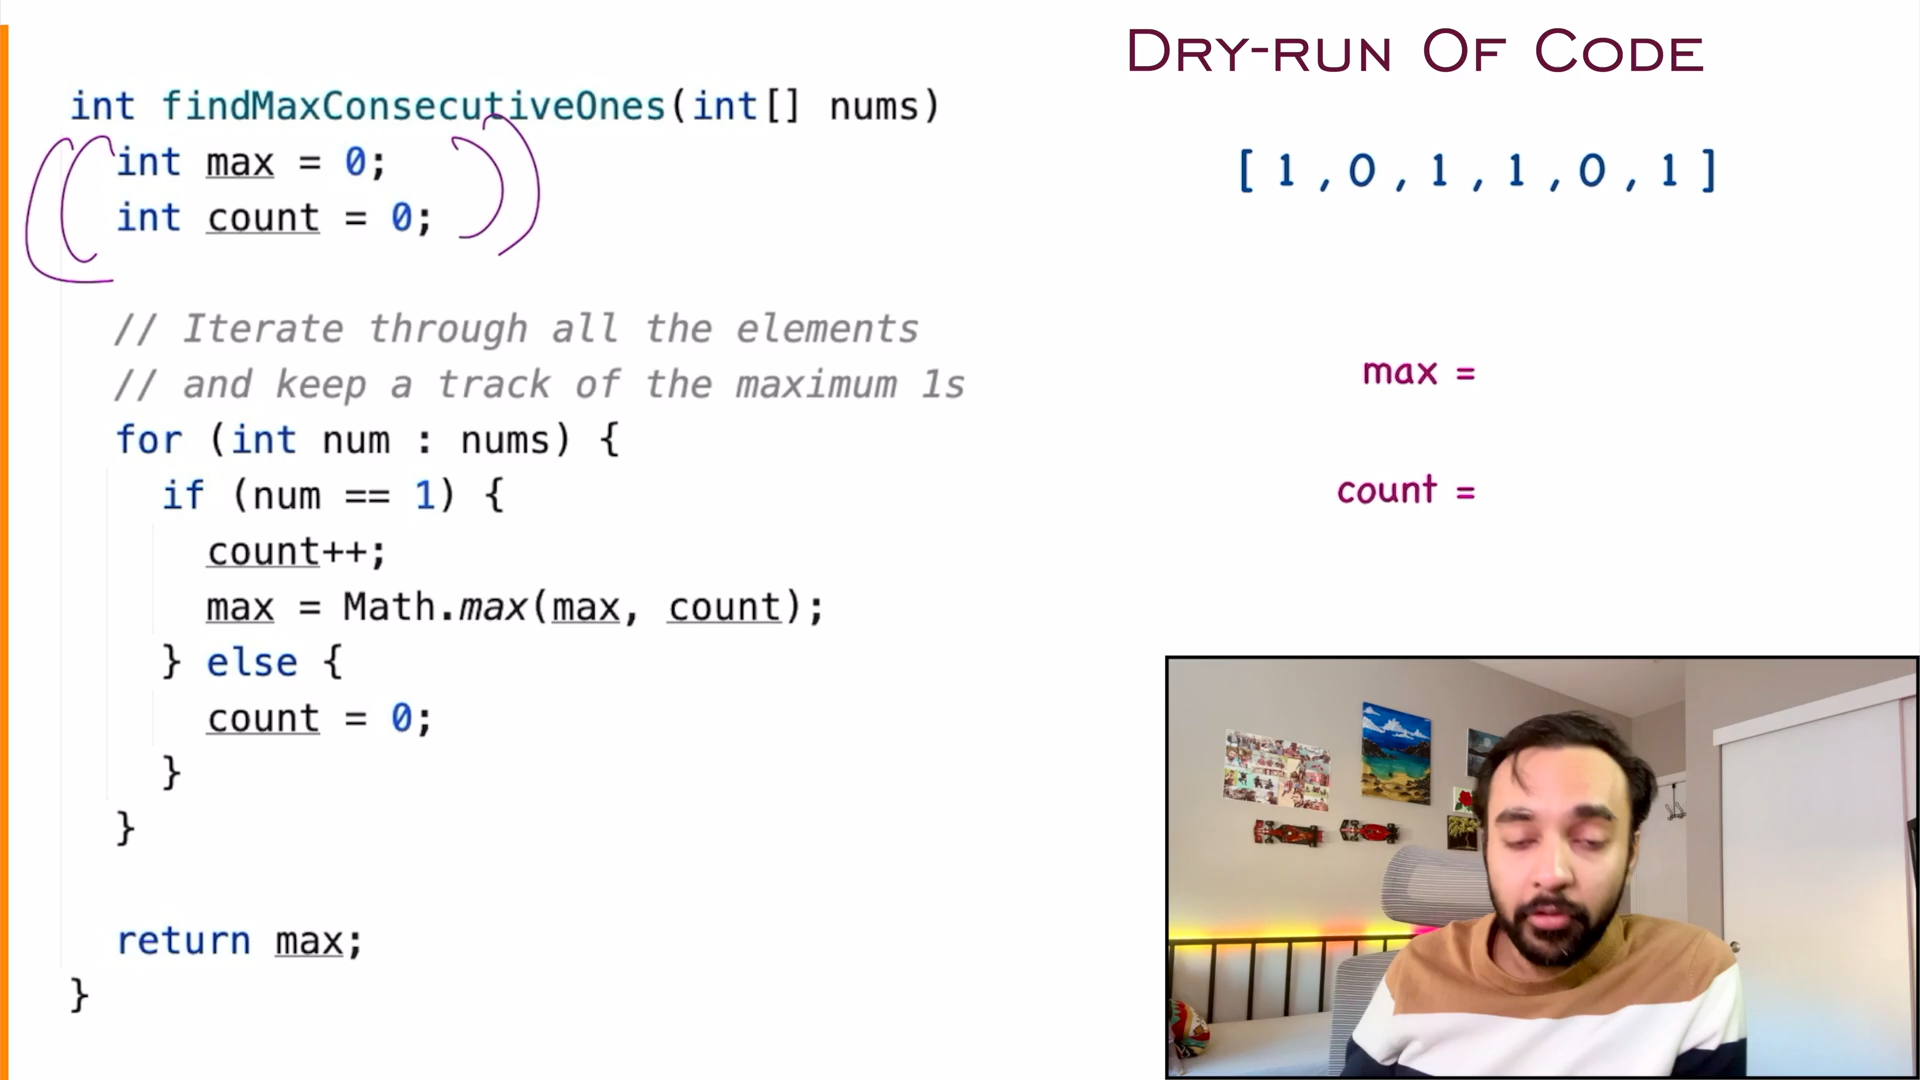 DRY-RUN OF CODE
int findMaxConsecutiveOnes(int[] nums)
int max = 0;
int count = 0;
// Iterate through all the elements
// and keep a track of the maximum 1s
for (int num : nums) {
if (num == 1) {
count++;
max = Math.max(max, count);
} else {
count = 0;
}
}
return max;
}
[ 1 , 0 , 1 , 1 , 0 , 1 ]
max =
count =